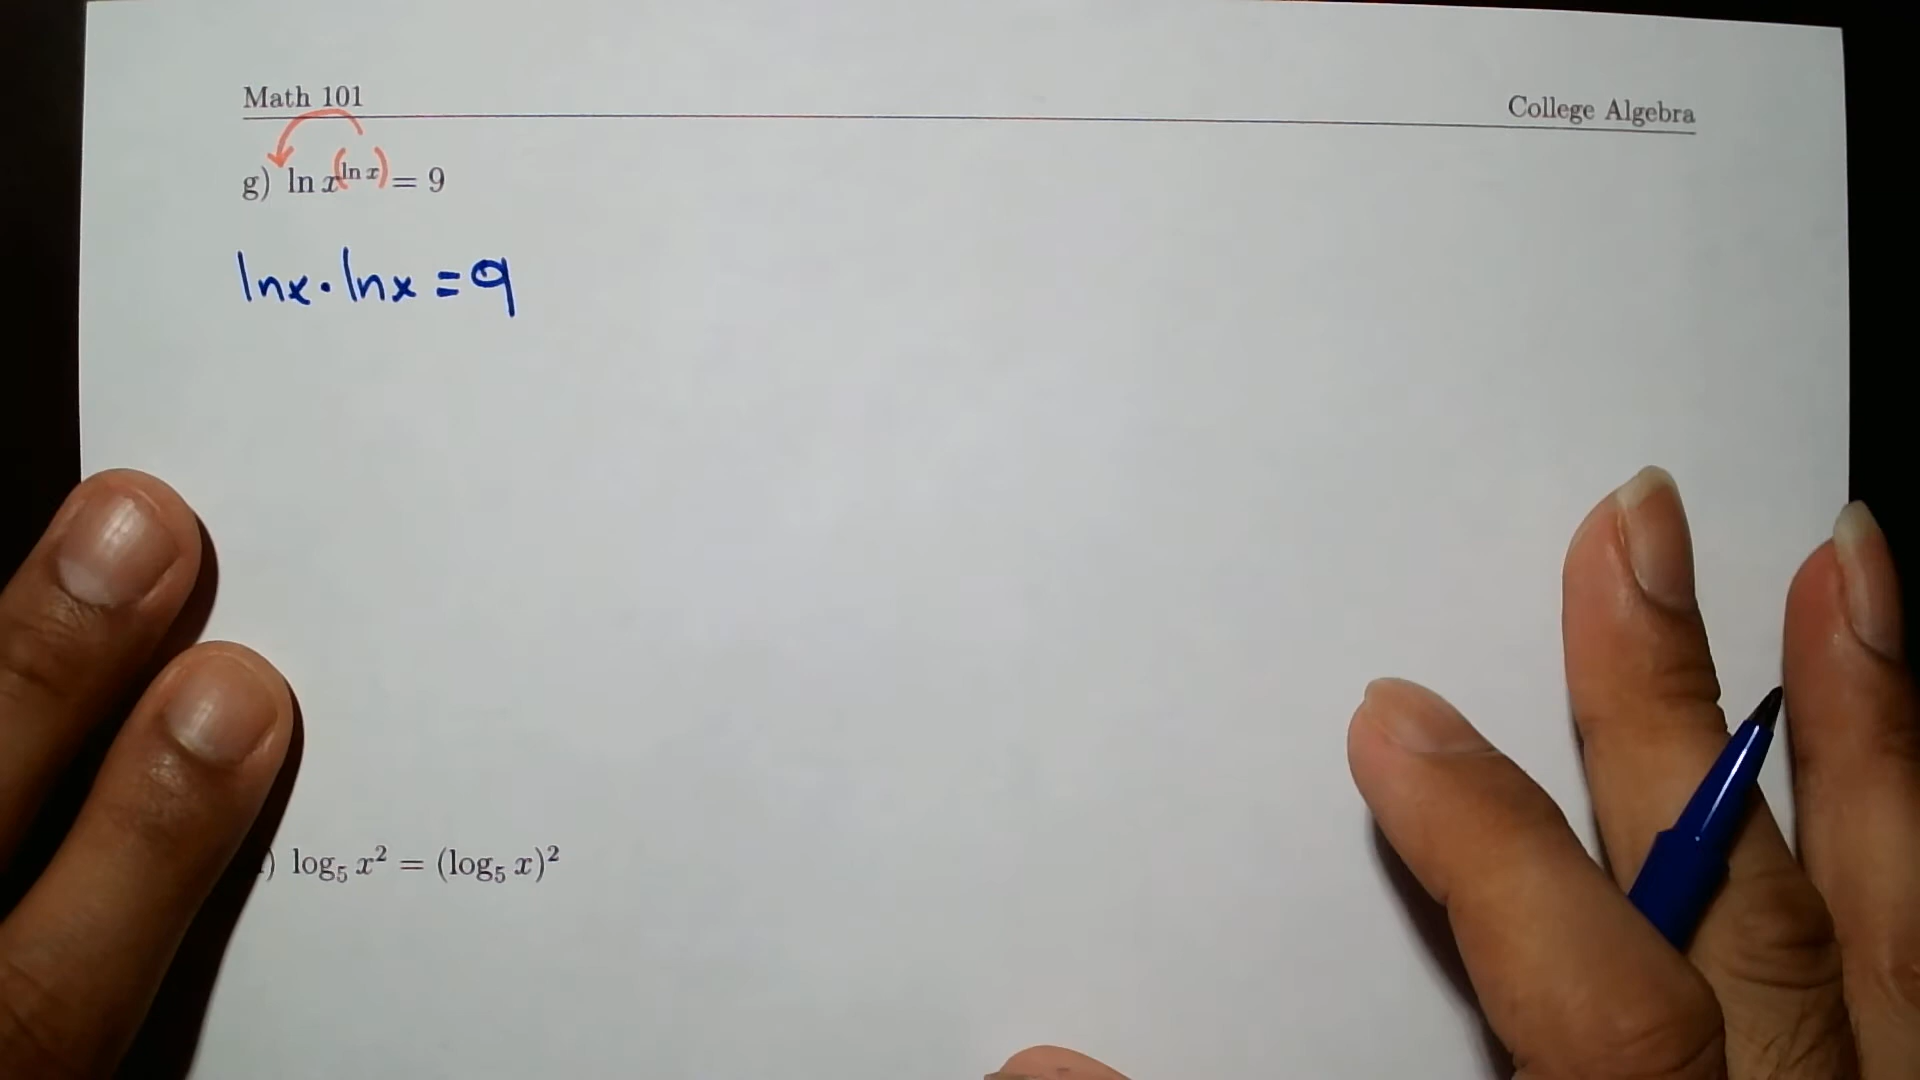 Math 101 College Algebra
g) ln x^(ln x) = 9
lnx · lnx = 9
) log₅ x² = (log₅ x)²